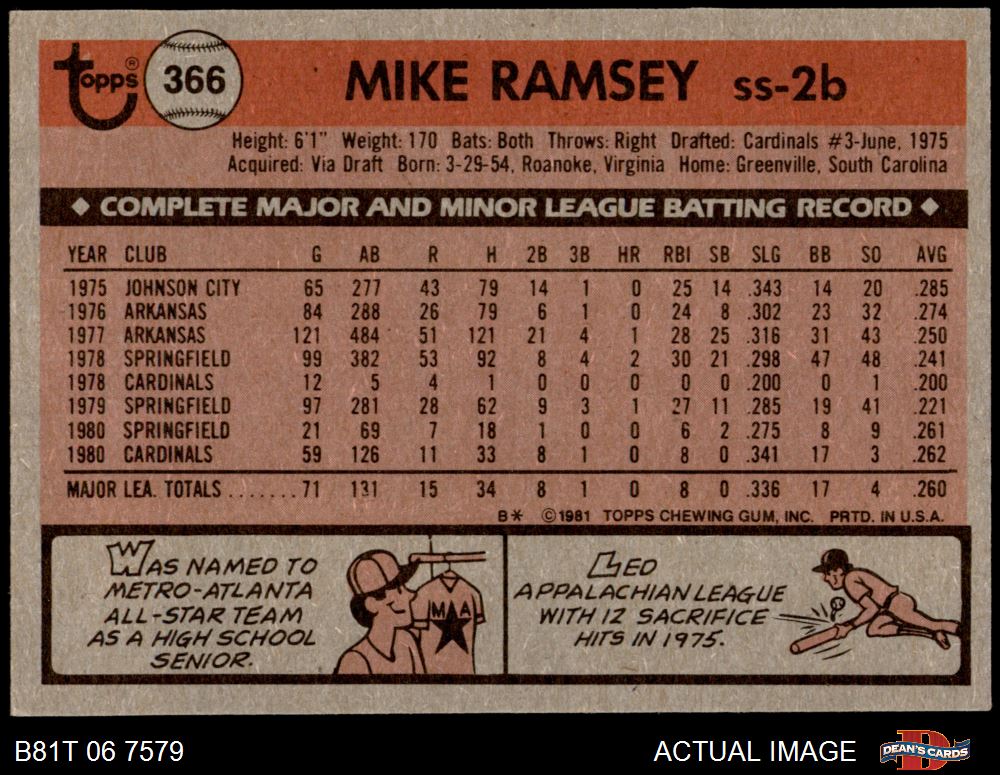 topps® 366 MIKE RAMSEY ss-2b
Height: 6'1" Weight: 170 Bats: Both Throws: Right Drafted: Cardinals #3-June, 1975
Acquired: Via Draft Born: 3-29-54, Roanoke, Virginia Home: Greenville, South Carolina
◆ COMPLETE MAJOR AND MINOR LEAGUE BATTING RECORD ◆
YEAR CLUB G AB R H 2B 3B HR RBI SB SLG BB SO AVG
1975 JOHNSON CITY 65 277 43 79 14 1 0 25 14 .343 14 20 .285
1976 ARKANSAS 84 288 26 79 6 1 0 24 8 .302 23 32 .274
1977 ARKANSAS 121 484 51 121 21 4 1 28 25 .316 31 43 .250
1978 SPRINGFIELD 99 382 53 92 8 4 2 30 21 .298 47 48 .241
1978 CARDINALS 12 5 4 1 0 0 0 0 0 .200 0 1 .200
1979 SPRINGFIELD 97 281 28 62 9 3 1 27 11 .285 19 41 .221
1980 SPRINGFIELD 21 69 7 18 1 0 0 6 2 .275 8 9 .261
1980 CARDINALS 59 126 11 33 8 1 0 8 0 .341 17 3 .262
MAJOR LEA. TOTALS.......71 131 15 34 8 1 0 8 0 .336 17 4 .260
B* ©1981 TOPPS CHEWING GUM, INC. PRTD. IN U.S.A.
WAS NAMED TO
METRO-ATLANTA
ALL-STAR TEAM
AS A HIGH SCHOOL
SENIOR.
MAA
LED
APPALACHIAN LEAGUE
WITH 12 SACRIFICE
HITS IN 1975.
B81T 06 7579 ACTUAL IMAGE DEAN'S CARDS